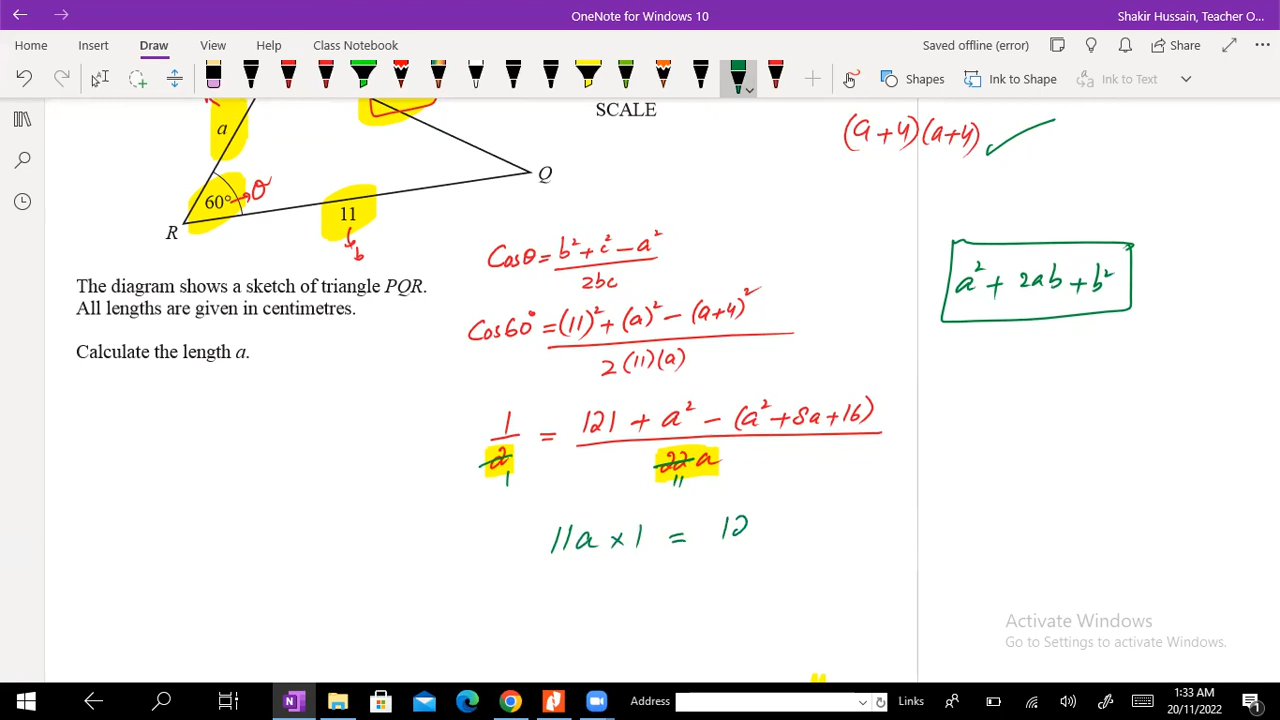 OneNote for Windows 10
Shakir Hussain, Teacher O...
Home Insert Draw View Help Class Notebook Saved offline (error) Share
Shapes Ink to Shape Ink to Text
SCALE
(a+4)(a+4)
a
Q
60° → θ
11
R
b
Cosθ = b² + c² - a² / 2bc
a² + 2ab + b²
The diagram shows a sketch of triangle PQR.
All lengths are given in centimetres.
Cos60° = (11)² + (a)² - (a+4)² / 2(11)(a)
Calculate the length a.
1/2 = 121 + a² - (a² + 8a + 16) / 22a
1 11
11a × 1 = 12
Activate Windows
Go to Settings to activate Windows.
Address Links
1:33 AM
20/11/2022